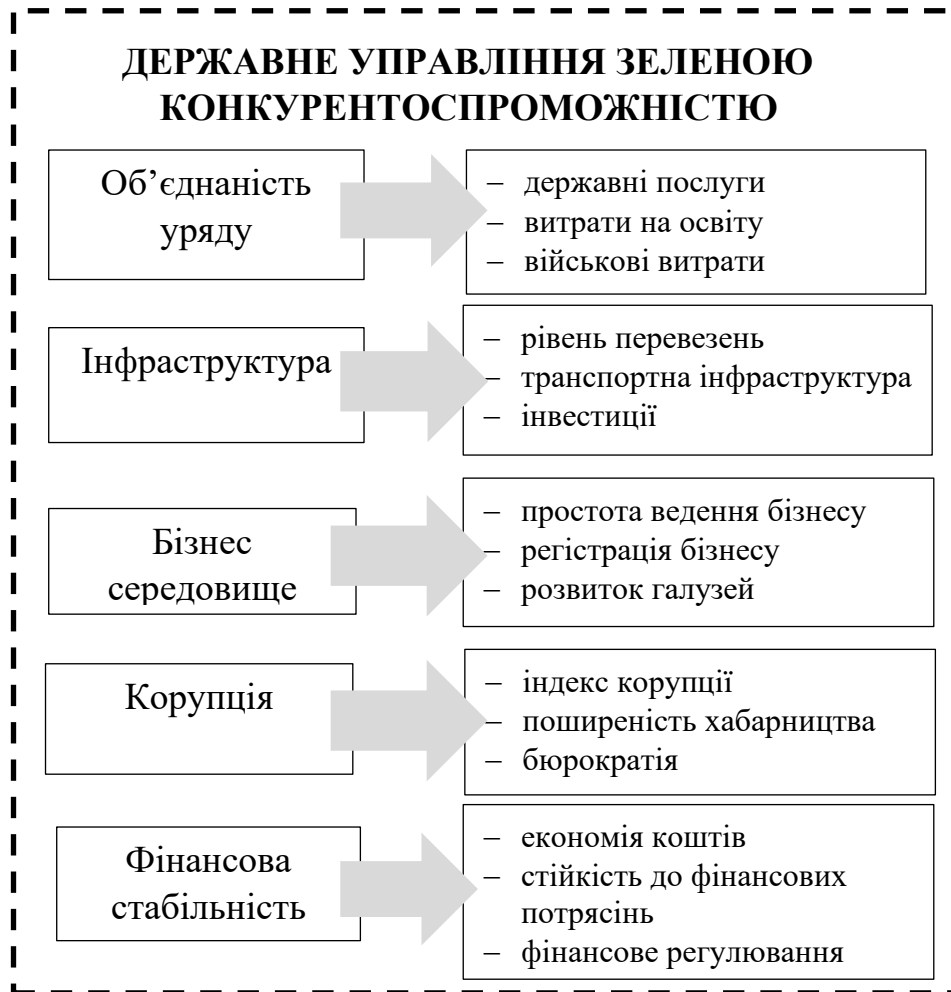 ДЕРЖАВНЕ УПРАВЛІННЯ ЗЕЛЕНОЮ
КОНКУРЕНТОСПРОМОЖНІСТЮ
Об’єднаність
уряду
– державні послуги
– витрати на освіту
– військові витрати
Інфраструктура
– рівень перевезень
– транспортна інфраструктура
– інвестиції
Бізнес
середовище
– простота ведення бізнесу
– регістрація бізнесу
– розвиток галузей
Корупція
– індекс корупції
– поширеність хабарництва
– бюрократія
Фінансова
стабільність
– економія коштів
– стійкість до фінансових
потрясінь
– фінансове регулювання